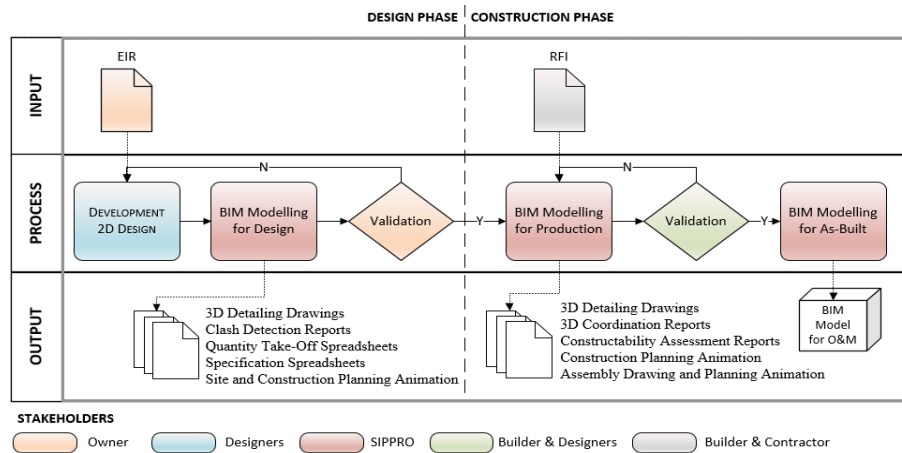 DESIGN PHASE
CONSTRUCTION PHASE
INPUT
EIR
RFI
PROCESS
N
N
DEVELOPMENT
2D DESIGN
BIM Modelling
for Design
Validation
Y
BIM Modelling
for Production
Validation
Y
BIM Modelling
for As-Built
OUTPUT
3D Detailing Drawings
Clash Detection Reports
Quantity Take-Off Spreadsheets
Specification Spreadsheets
Site and Construction Planning Animation
3D Detailing Drawings
3D Coordination Reports
Constructability Assessment Reports
Construction Planning Animation
Assembly Drawing and Planning Animation
BIM
Model
for O&M
STAKEHOLDERS
Owner
Designers
SIPPRO
Builder & Designers
Builder & Contractor